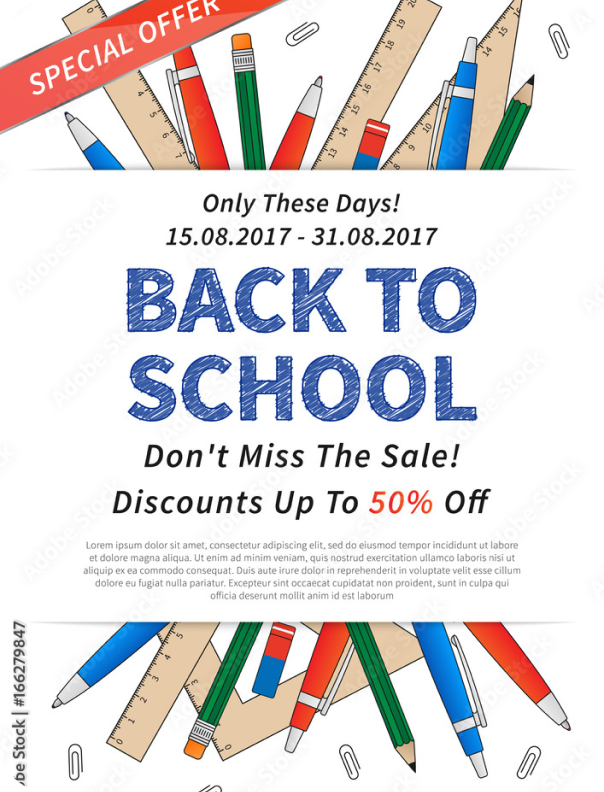 SPECIAL OFFER
Only These Days!
15.08.2017 - 31.08.2017
BACK TO
SCHOOL
Don't Miss The Sale!
Discounts Up To 50% Off
Lorem ipsum dolor sit amet, consectetur adipiscing elit, sed do eiusmod tempor incididunt ut labore
et dolore magna aliqua. Ut enim ad minim veniam, quis nostrud exercitation ullamco laboris nisi ut
aliquip ex ea commodo consequat. Duis aute irure dolor in reprehenderit in voluptate velit esse cillum
dolore eu fugiat nulla pariatur. Excepteur sint occaecat cupidatat non proident, sunt in culpa qui
officia deserunt mollit anim id est laborum
Adobe Stock | #166279847